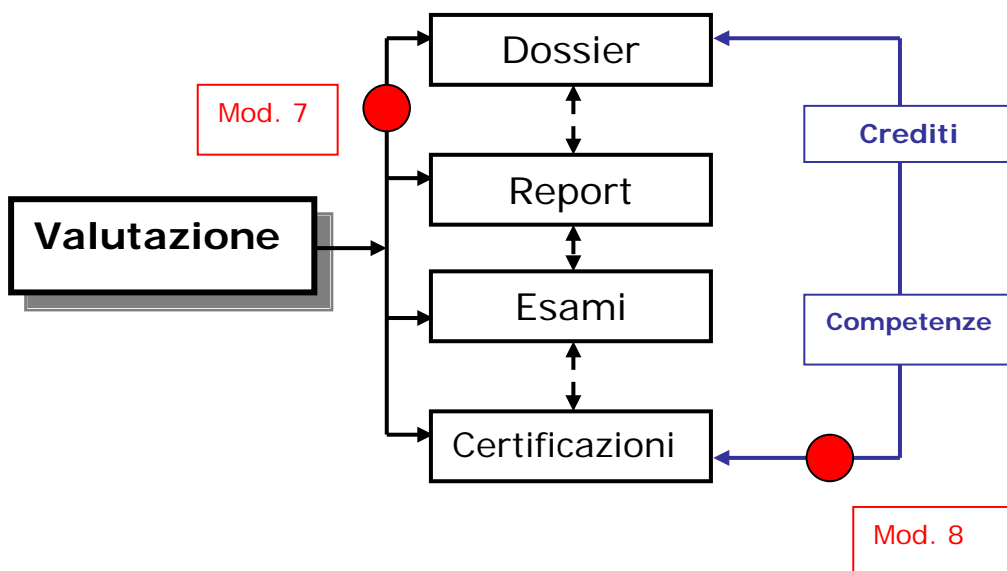 Dossier
Mod. 7
Crediti
Report
Valutazione
Esami
Competenze
Certificazioni
Mod. 8